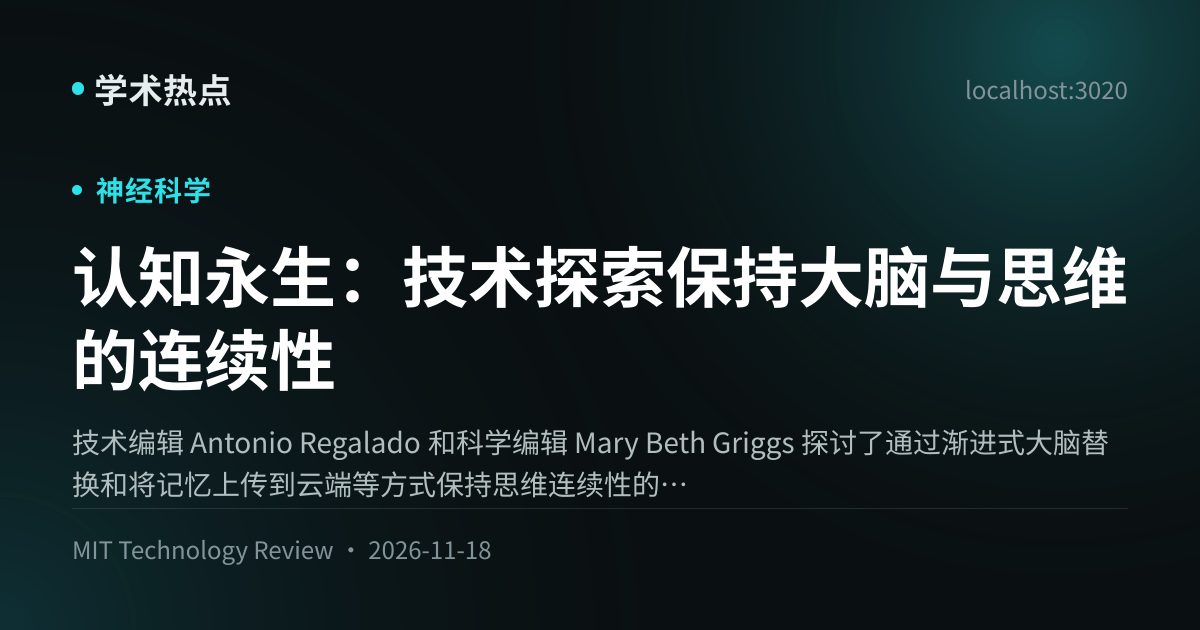 学术热点
localhost:3020
神经科学
认知永生：技术探索保持大脑与思维
的连续性
技术编辑 Antonio Regalado 和科学编辑 Mary Beth Griggs 探讨了通过渐进式大脑替
换和将记忆上传到云端等方式保持思维连续性的…
MIT Technology Review · 2026-11-18